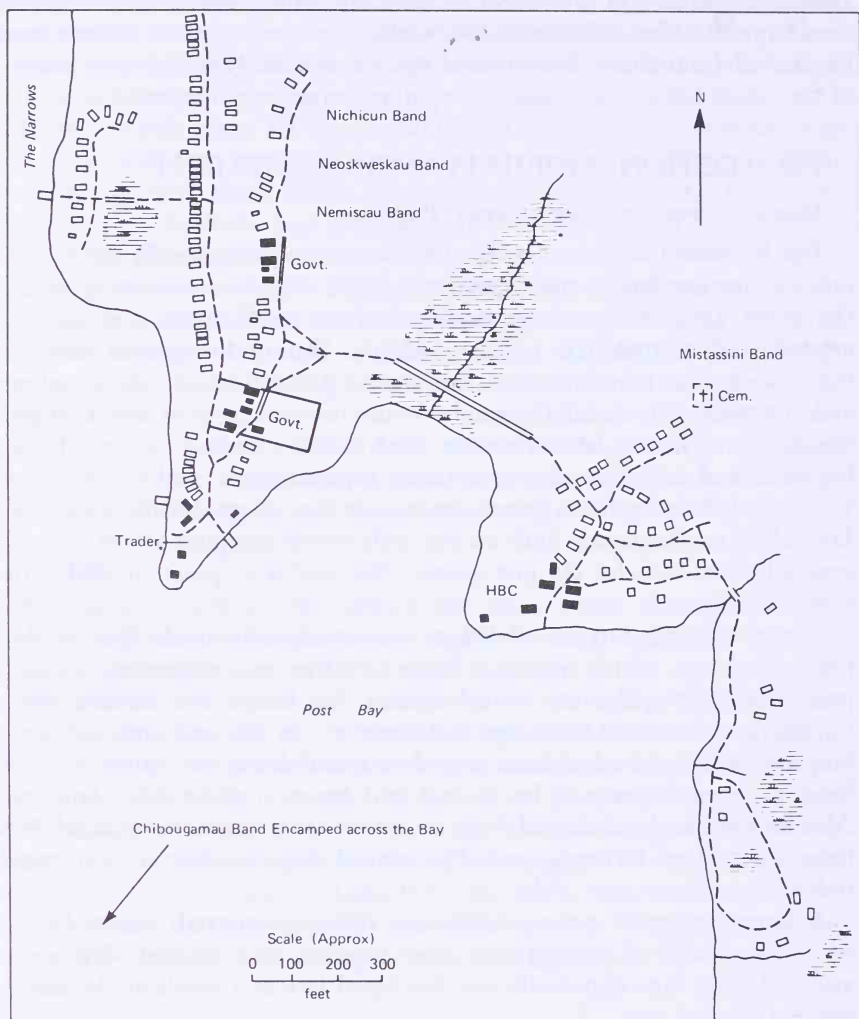 N
The Narrows
Nichicun Band
Neoskweskau Band
Nemiscau Band
Govt.
Mistassini Band
Cem.
Govt.
Trader
HBC
Post Bay
Chibougamau Band Encamped across the Bay
Scale (Approx)
0 100 200 300
feet